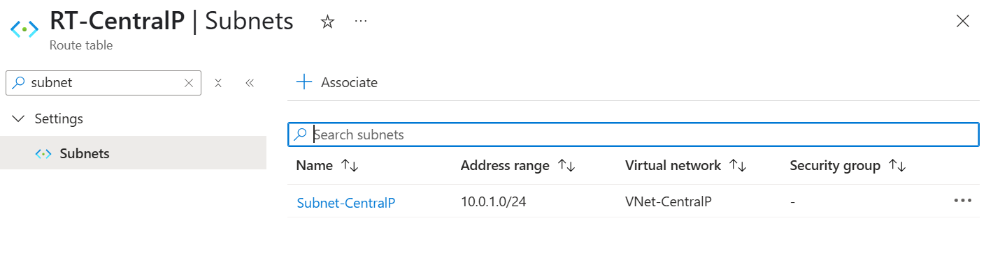 RT-CentralP | Subnets
Route table
subnet
Settings
Subnets
Associate
Search subnets
Name Address range Virtual network Security group
Subnet-CentralP 10.0.1.0/24 VNet-CentralP -